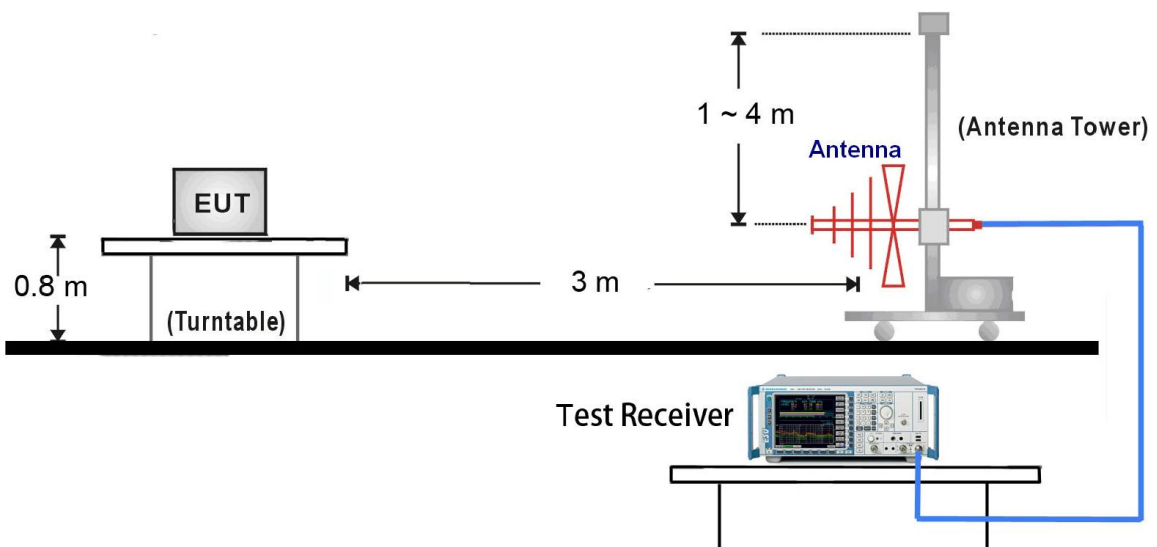 1 ~ 4 m
(Antenna Tower)
Antenna
EUT
0.8 m
3 m
(Turntable)
Test Receiver